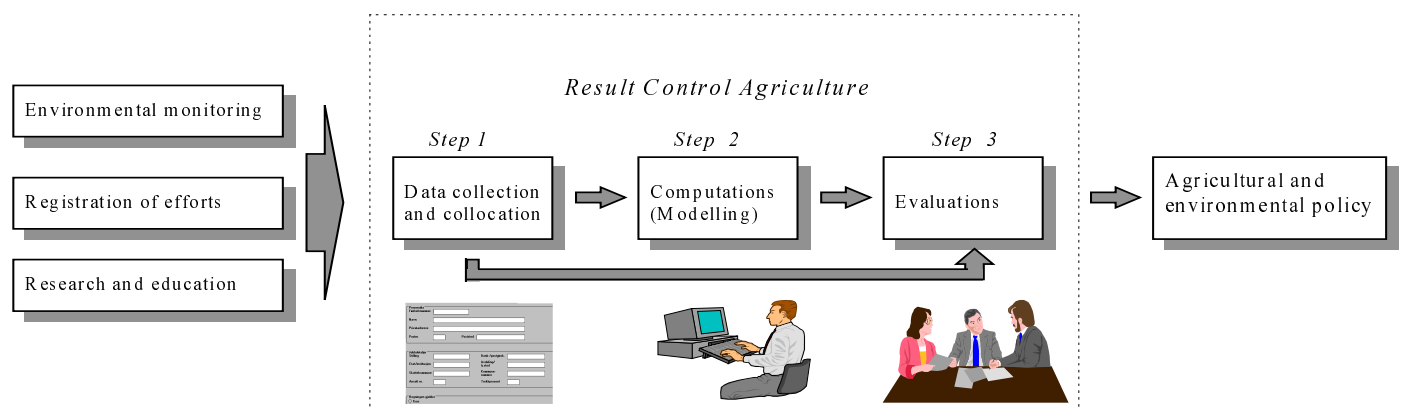 Result Control Agriculture
Environmental monitoring
Registration of efforts
Research and education
Step 1
Data collection
and collocation
Step 2
Computations
(Modelling)
Step 3
Evaluations
Agricultural and
environmental policy
Navn